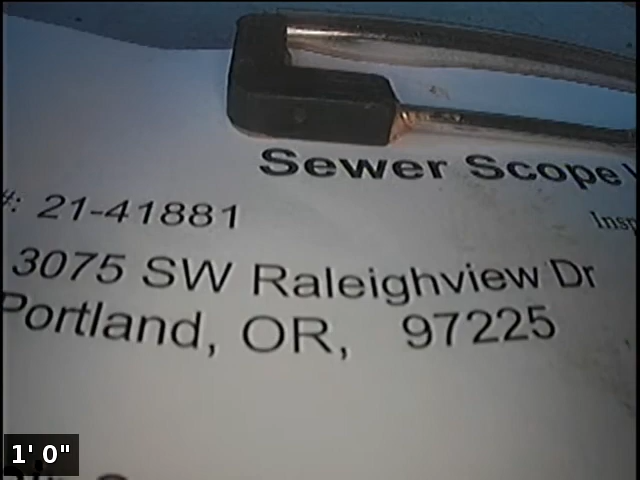 Sewer Scope
#: 21-41881
3075 SW Raleighview Dr
Portland, OR, 97225
1' 0"